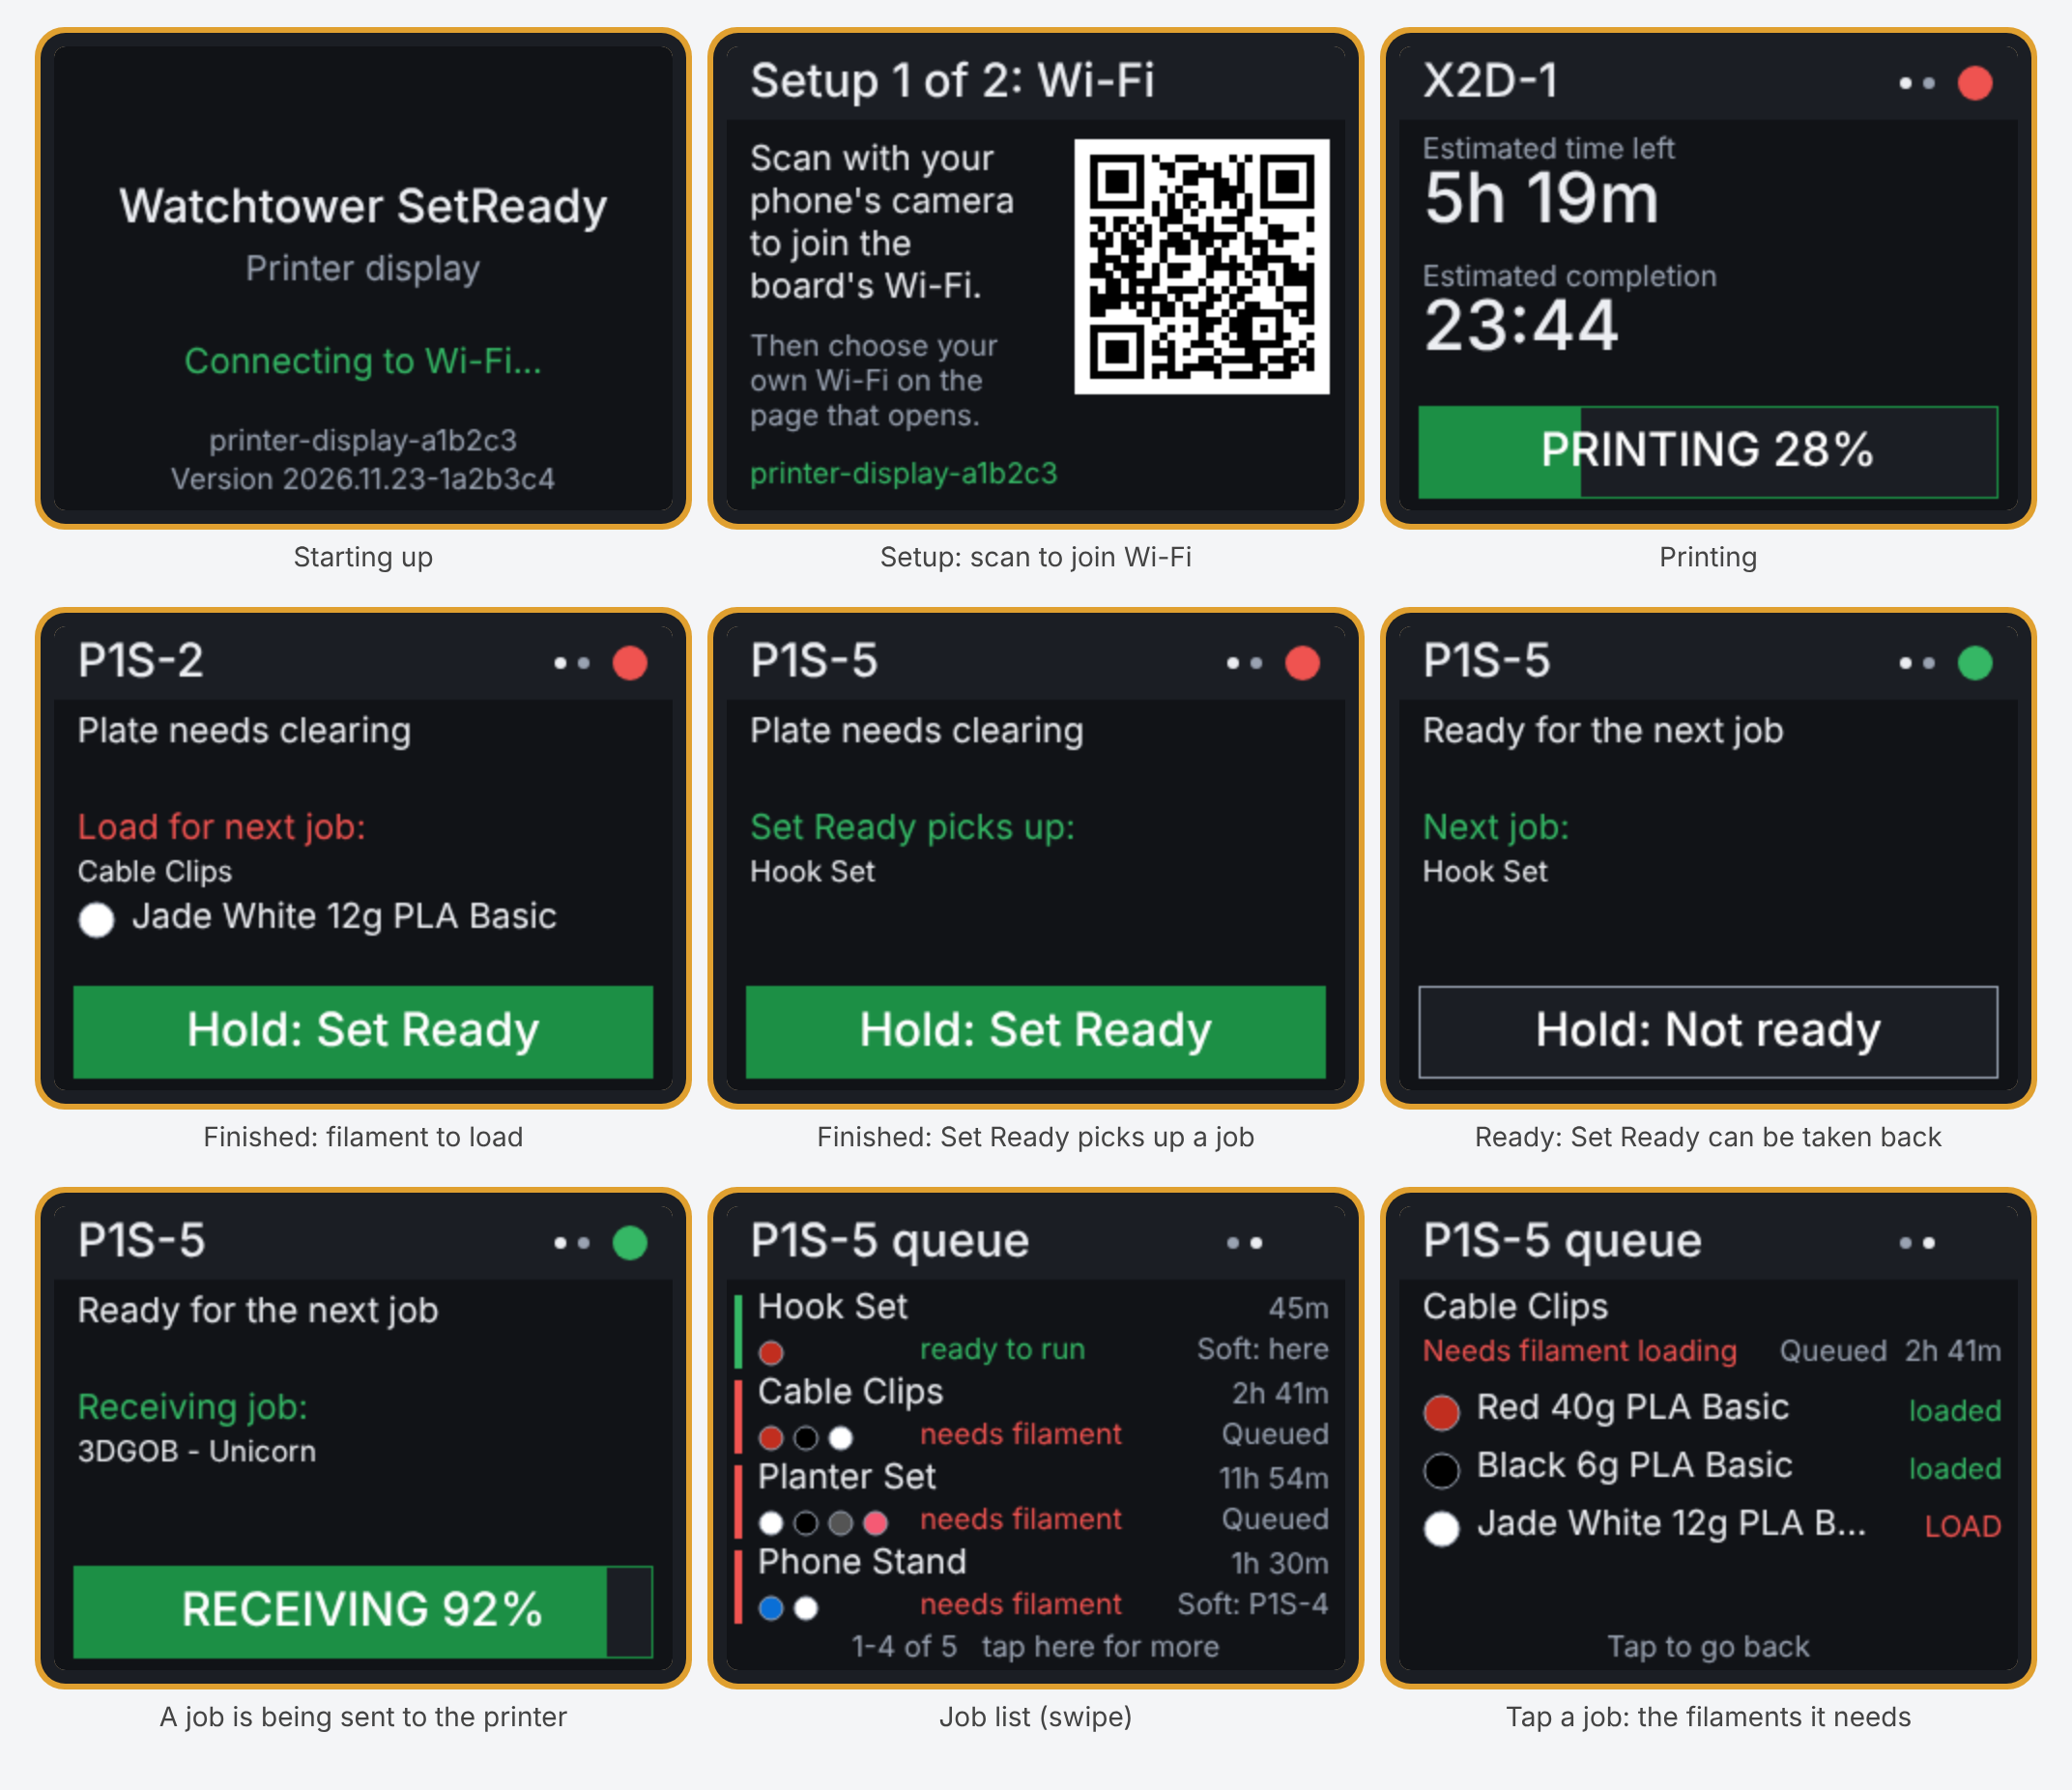 Watchtower SetReady
Printer display
Connecting to Wi-Fi...
printer-display-a1b2c3
Version 2026.11.23-1a2b3c4
Starting up
Setup 1 of 2: Wi-Fi
Scan with your
phone's camera
to join the
board's Wi-Fi.
Then choose your
own Wi-Fi on the
page that opens.
printer-display-a1b2c3
Setup: scan to join Wi-Fi
X2D-1
Estimated time left
5h 19m
Estimated completion
23:44
PRINTING 28%
Printing
P1S-2
Plate needs clearing
Load for next job:
Cable Clips
Jade White 12g PLA Basic
Hold: Set Ready
Finished: filament to load
P1S-5
Plate needs clearing
Set Ready picks up:
Hook Set
Hold: Set Ready
Finished: Set Ready picks up a job
P1S-5
Ready for the next job
Next job:
Hook Set
Hold: Not ready
Ready: Set Ready can be taken back
P1S-5
Ready for the next job
Receiving job:
3DGOB - Unicorn
RECEIVING 92%
A job is being sent to the printer
P1S-5 queue
Hook Set 45m
ready to run Soft: here
Cable Clips 2h 41m
needs filament Queued
Planter Set 11h 54m
needs filament Queued
Phone Stand 1h 30m
needs filament Soft: P1S-4
1-4 of 5 tap here for more
Job list (swipe)
P1S-5 queue
Cable Clips
Needs filament loading Queued 2h 41m
Red 40g PLA Basic loaded
Black 6g PLA Basic loaded
Jade White 12g PLA B... LOAD
Tap to go back
Tap a job: the filaments it needs